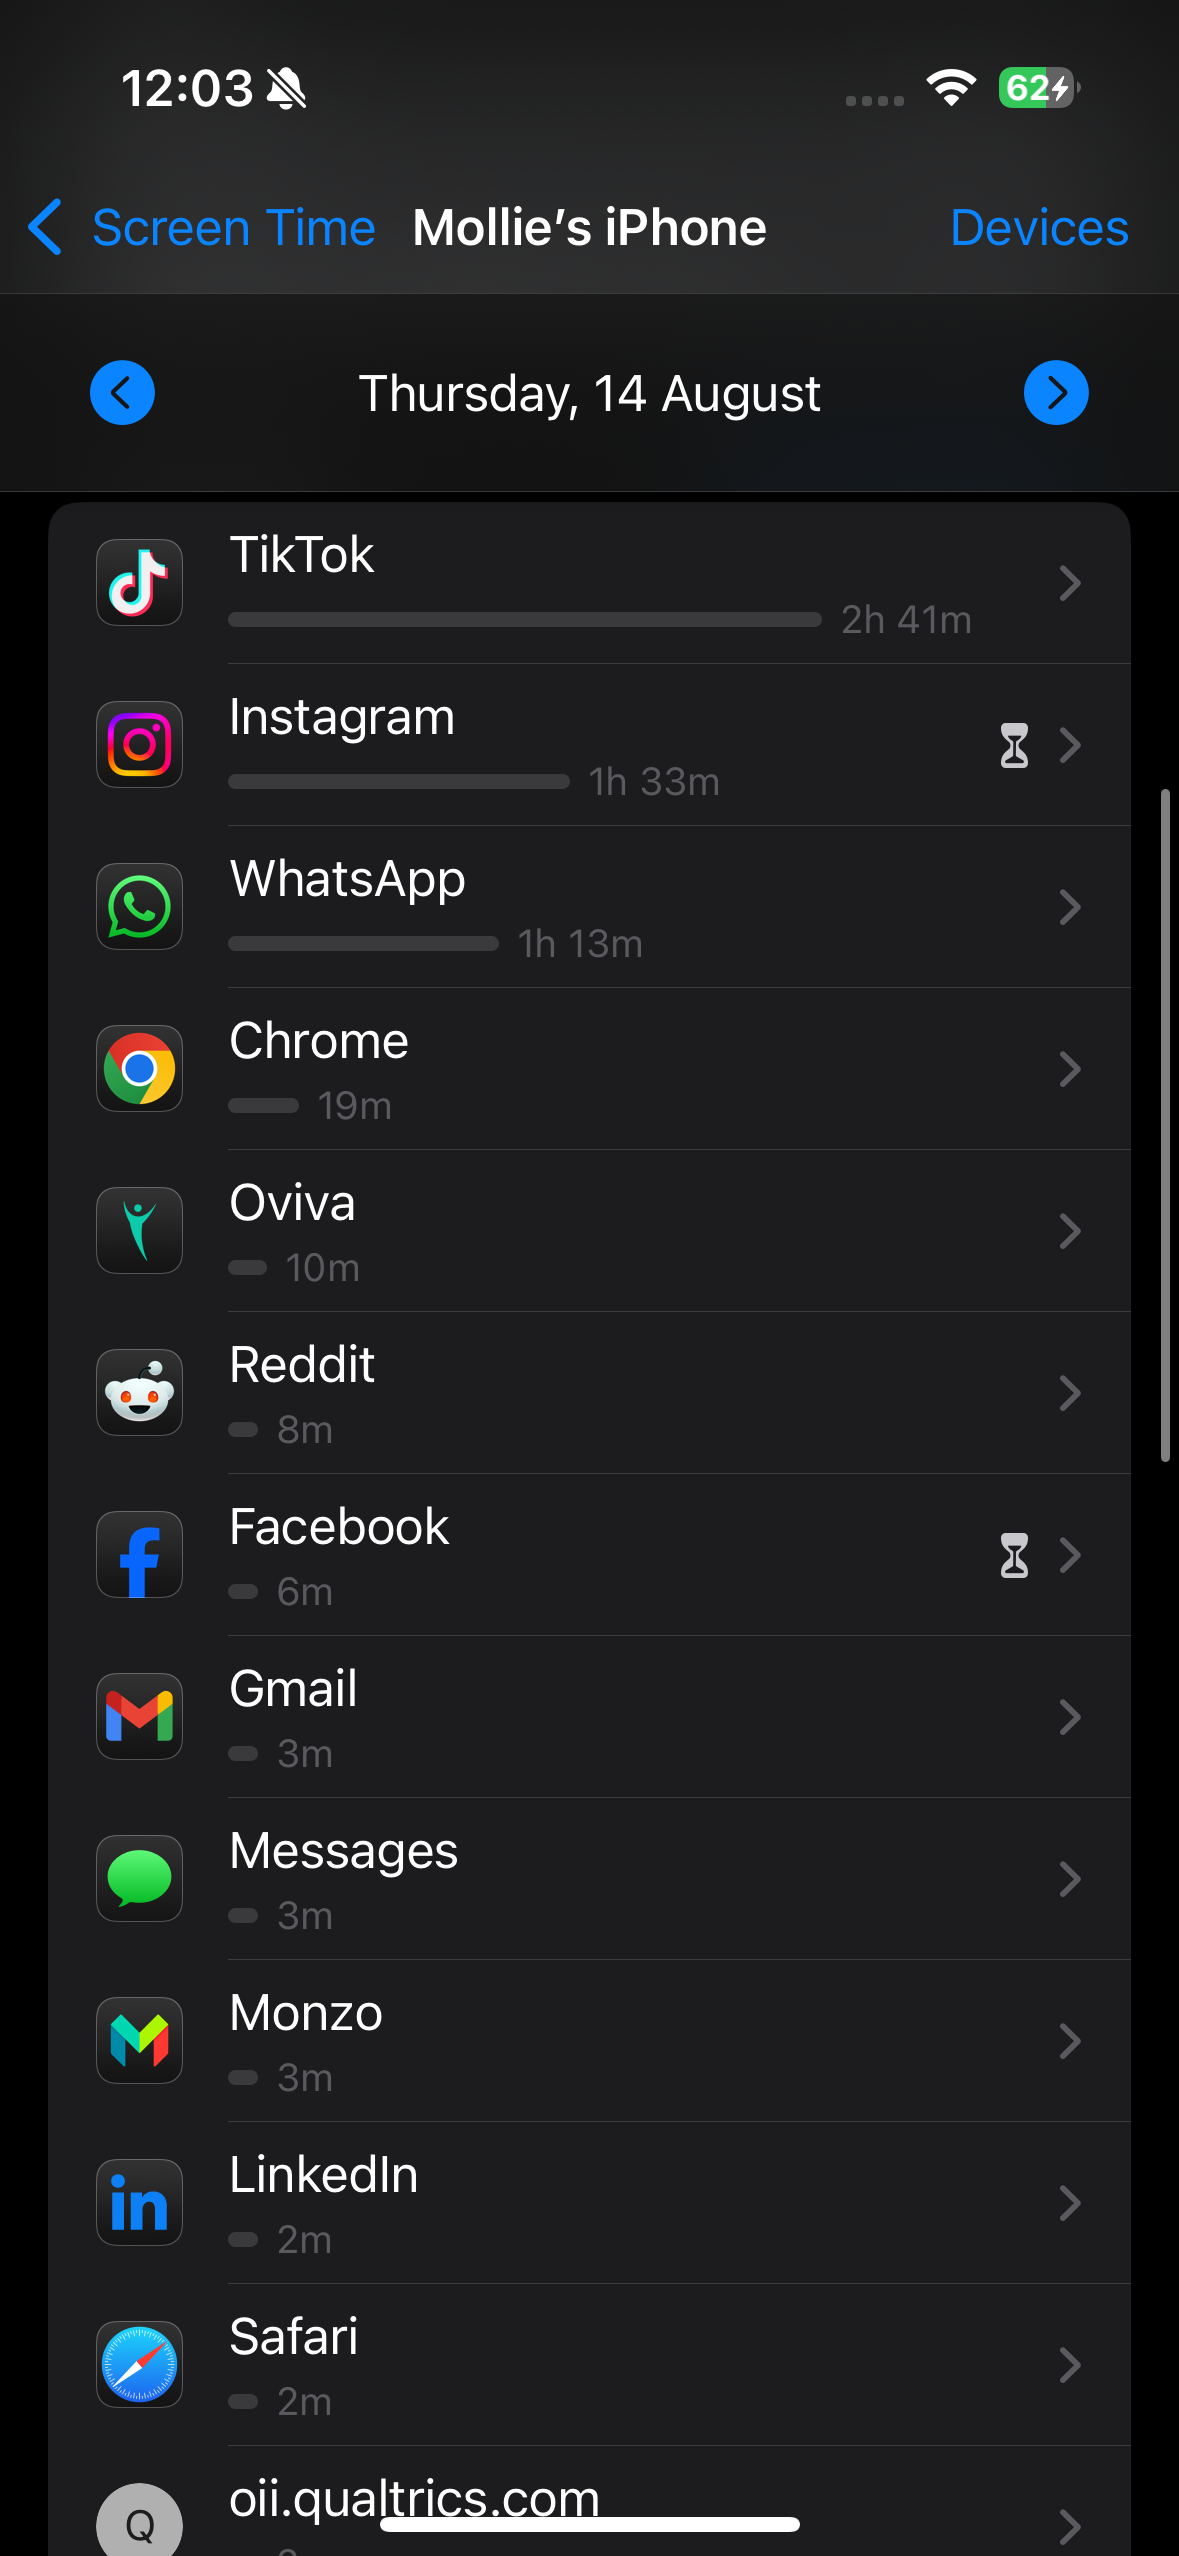 12:03
62
Screen Time Mollie’s iPhone Devices
Thursday, 14 August
TikTok
2h 41m
Instagram
1h 33m
WhatsApp
1h 13m
Chrome
19m
Oviva
10m
Reddit
8m
Facebook
6m
Gmail
3m
Messages
3m
Monzo
3m
LinkedIn
2m
Safari
2m
oii.qualtrics.com
Q